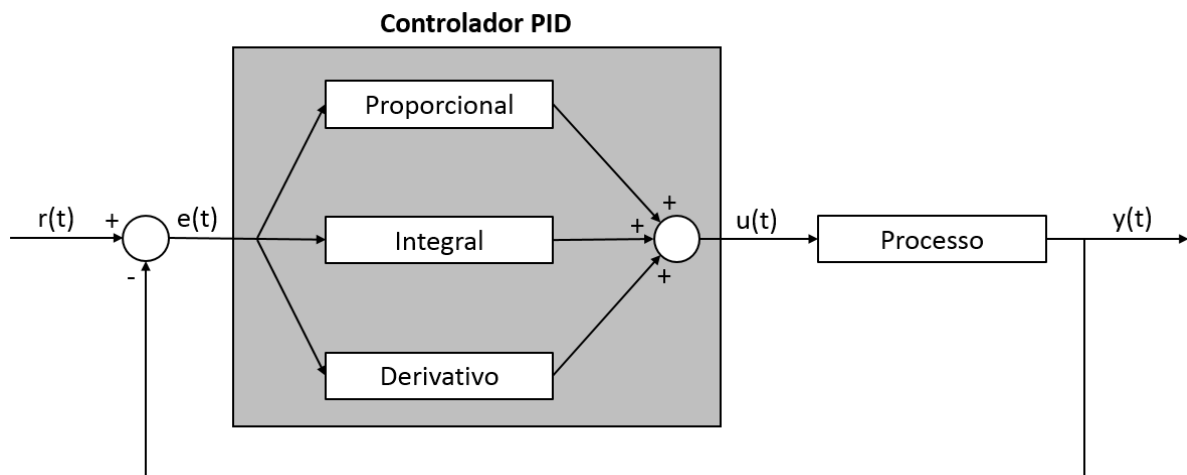 Controlador PID
Proporcional
r(t)
+
e(t)
Integral
+
+
+
u(t)
Processo
y(t)
-
Derivativo